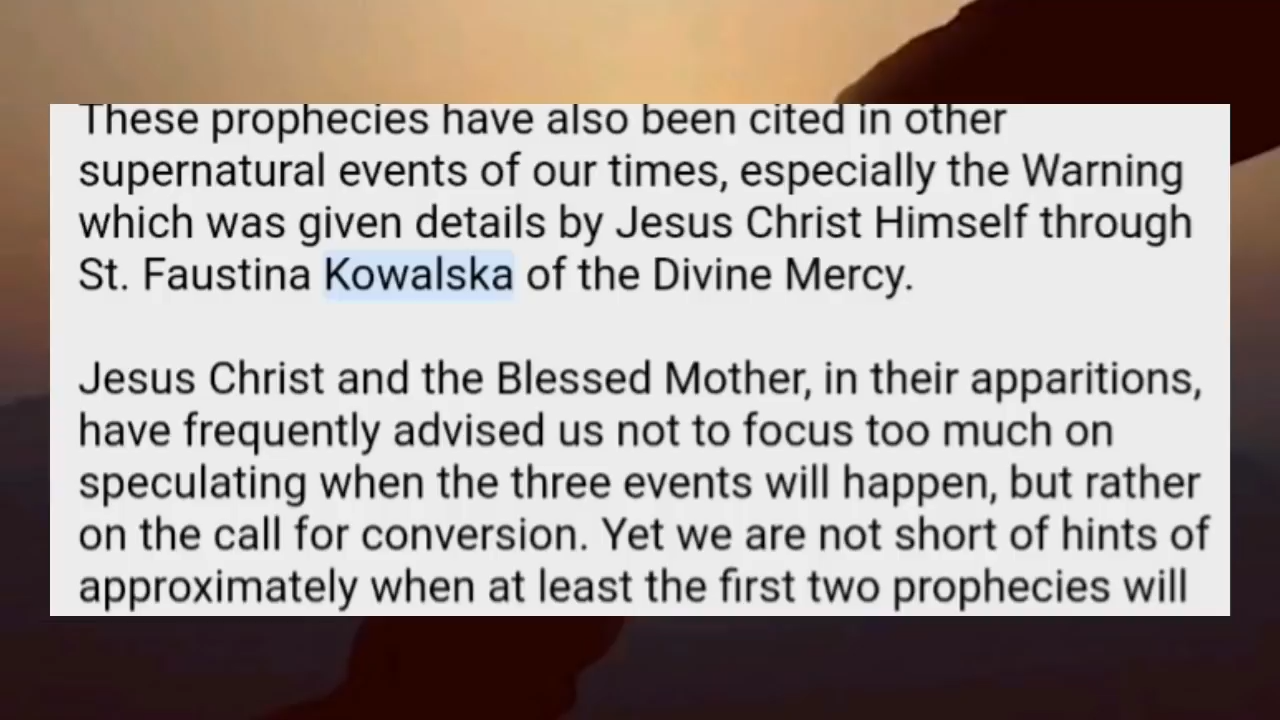 These prophecies have also been cited in other
supernatural events of our times, especially the Warning
which was given details by Jesus Christ Himself through
St. Faustina Kowalska of the Divine Mercy.
Jesus Christ and the Blessed Mother, in their apparitions,
have frequently advised us not to focus too much on
speculating when the three events will happen, but rather
on the call for conversion. Yet we are not short of hints of
approximately when at least the first two prophecies will